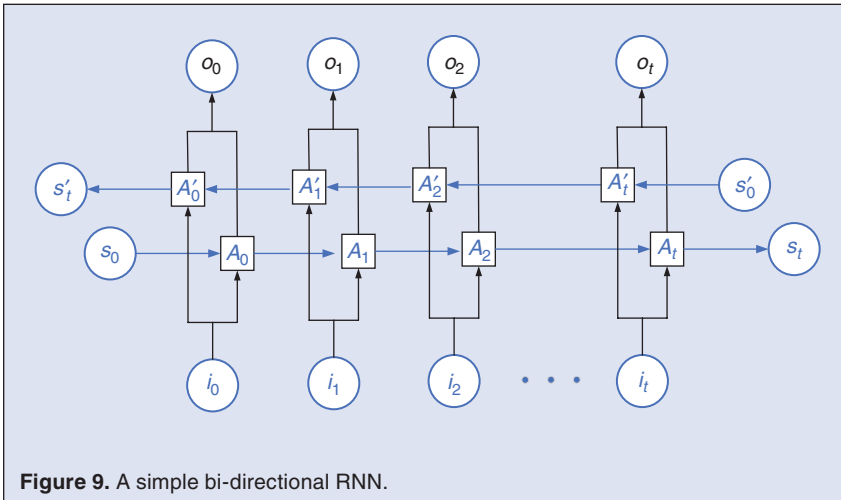 o0 o1 o2 ot
s′t A′0 A′1 A′2 A′t s′0
s0 A0 A1 A2 At st
i0 i1 i2 • • • it
Figure 9. A simple bi-directional RNN.